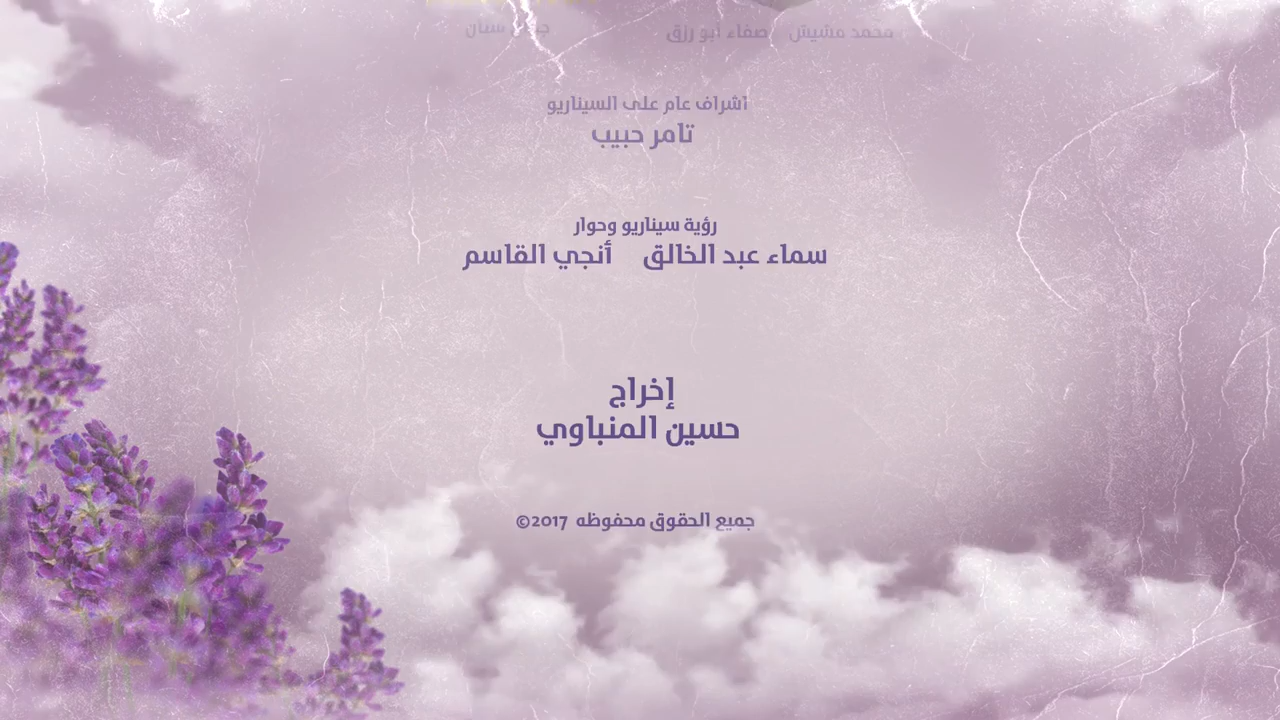 محمد مشيش صفاء ابو رزق
اشراف عام على السيناريو
تامر حبيب
رؤية سيناريو وحوار
سماء عبد الخالق أنجي القاسم
إخراج
حسين المنباوي
جميع الحقوق محفوظه 2017©